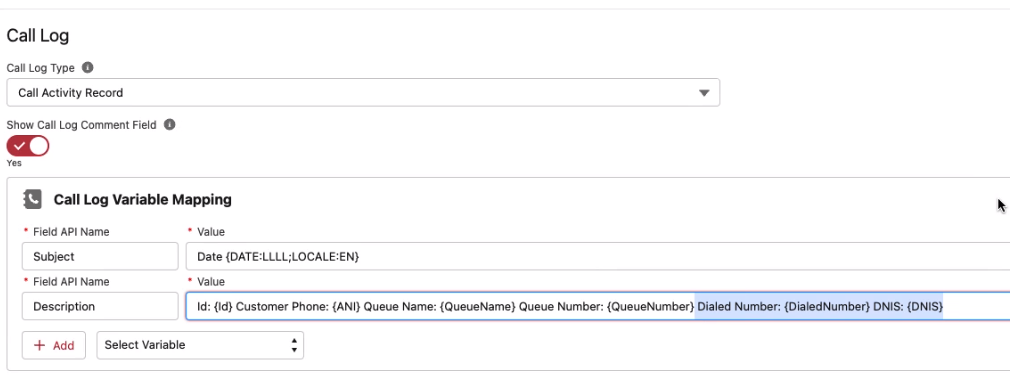 Call Log
Call Log Type
Call Activity Record
Show Call Log Comment Field
Yes
Call Log Variable Mapping
* Field API Name * Value
Subject Date {DATE:LLLL;LOCALE:EN}
* Field API Name * Value
Description Id: {Id} Customer Phone: {ANI} Queue Name: {QueueName} Queue Number: {QueueNumber} Dialed Number: {DialedNumber} DNIS: {DNIS}
+ Add Select Variable